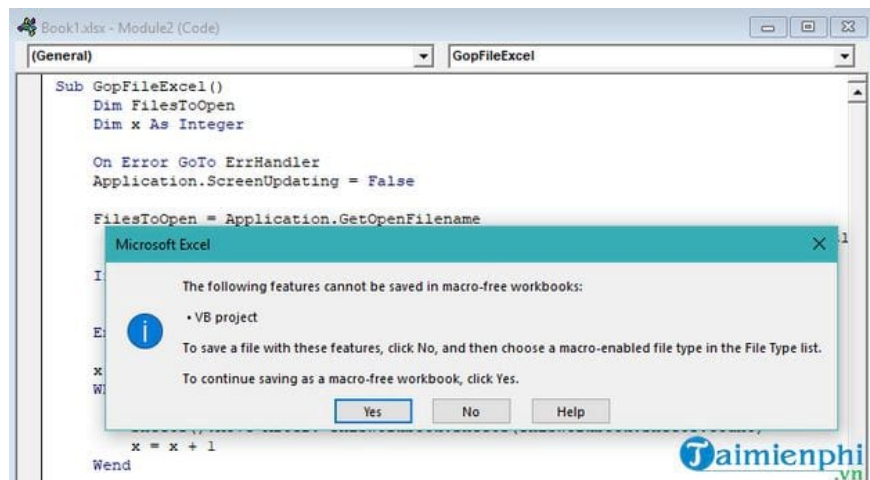 Book1.xlsx - Module2 (Code)
(General) GopFileExcel
Sub GopFileExcel()
Dim FilesToOpen
Dim x As Integer
On Error GoTo ErrHandler
Application.ScreenUpdating = False
FilesToOpen = Application.GetOpenFilename
Microsoft Excel
The following features cannot be saved in macro-free workbooks:
• VB project
To save a file with these features, click No, and then choose a macro-enabled file type in the File Type list.
To continue saving as a macro-free workbook, click Yes.
Yes No Help
x = x + 1
Wend
Taimienphi
.vn